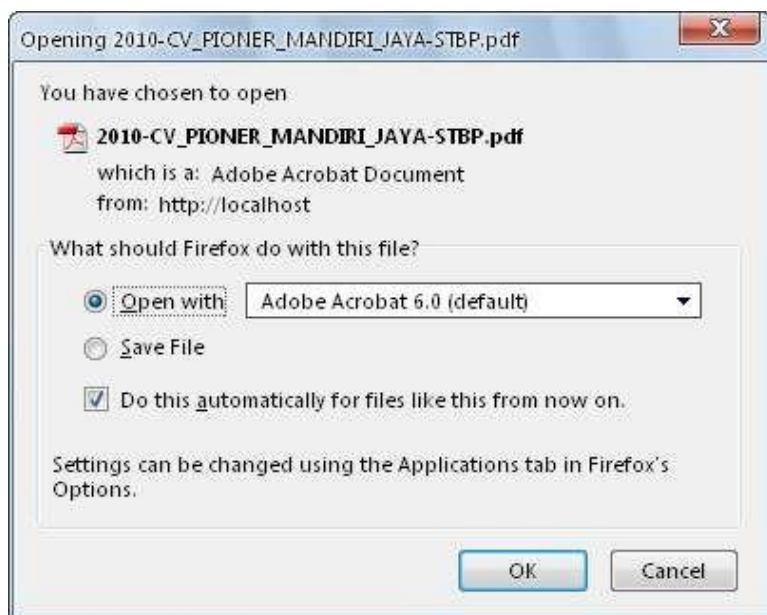 Opening 2010-CV_PIONER_MANDIRI_JAYA-STBP.pdf
You have chosen to open
2010-CV_PIONER_MANDIRI_JAYA-STBP.pdf
which is a: Adobe Acrobat Document
from: http://localhost
What should Firefox do with this file?
Open with Adobe Acrobat 6.0 (default)
Save File
Do this automatically for files like this from now on.
Settings can be changed using the Applications tab in Firefox's
Options.
OK Cancel